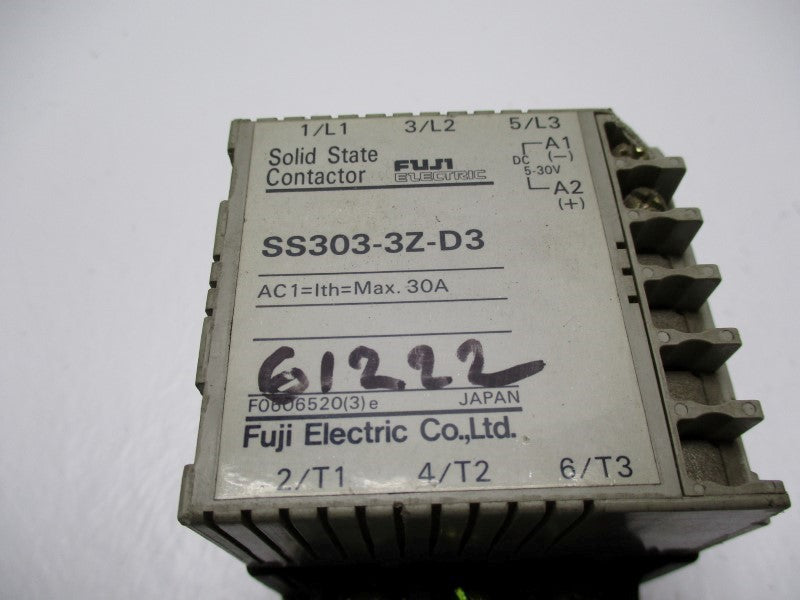 1/L1 3/L2 5/L3
Solid State
Contactor
FUJI
ELECTRIC
DC
5-30V
A1
(−)
A2
(+)
SS303-3Z-D3
AC1=Ith=Max. 30A
61222
F0606520(3)e JAPAN
Fuji Electric Co.,Ltd.
2/T1 4/T2 6/T3